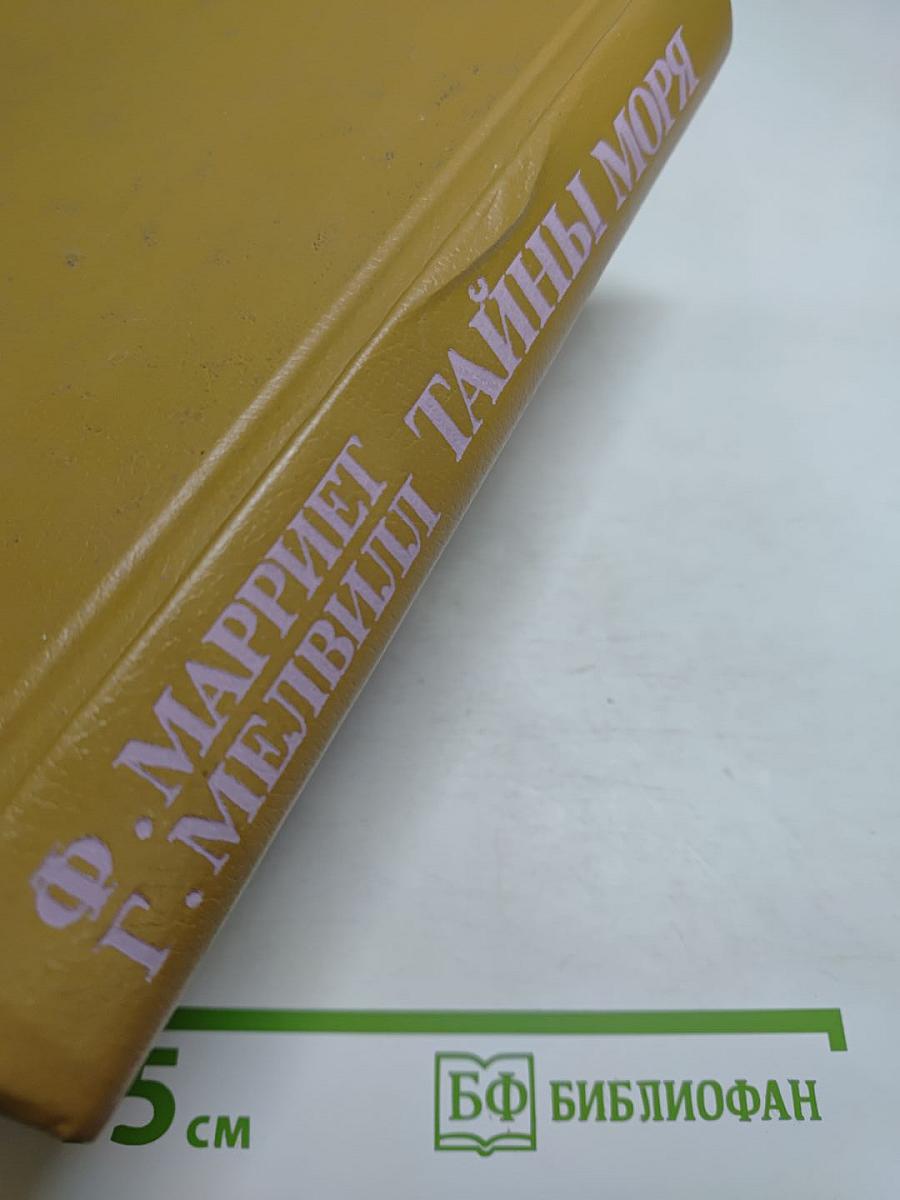 Ф. МАРРИЕТ
Г. МЕЛВИЛЛ
ТАЙНЫ МОРЯ
5 см
БФ БИБЛИОФАН